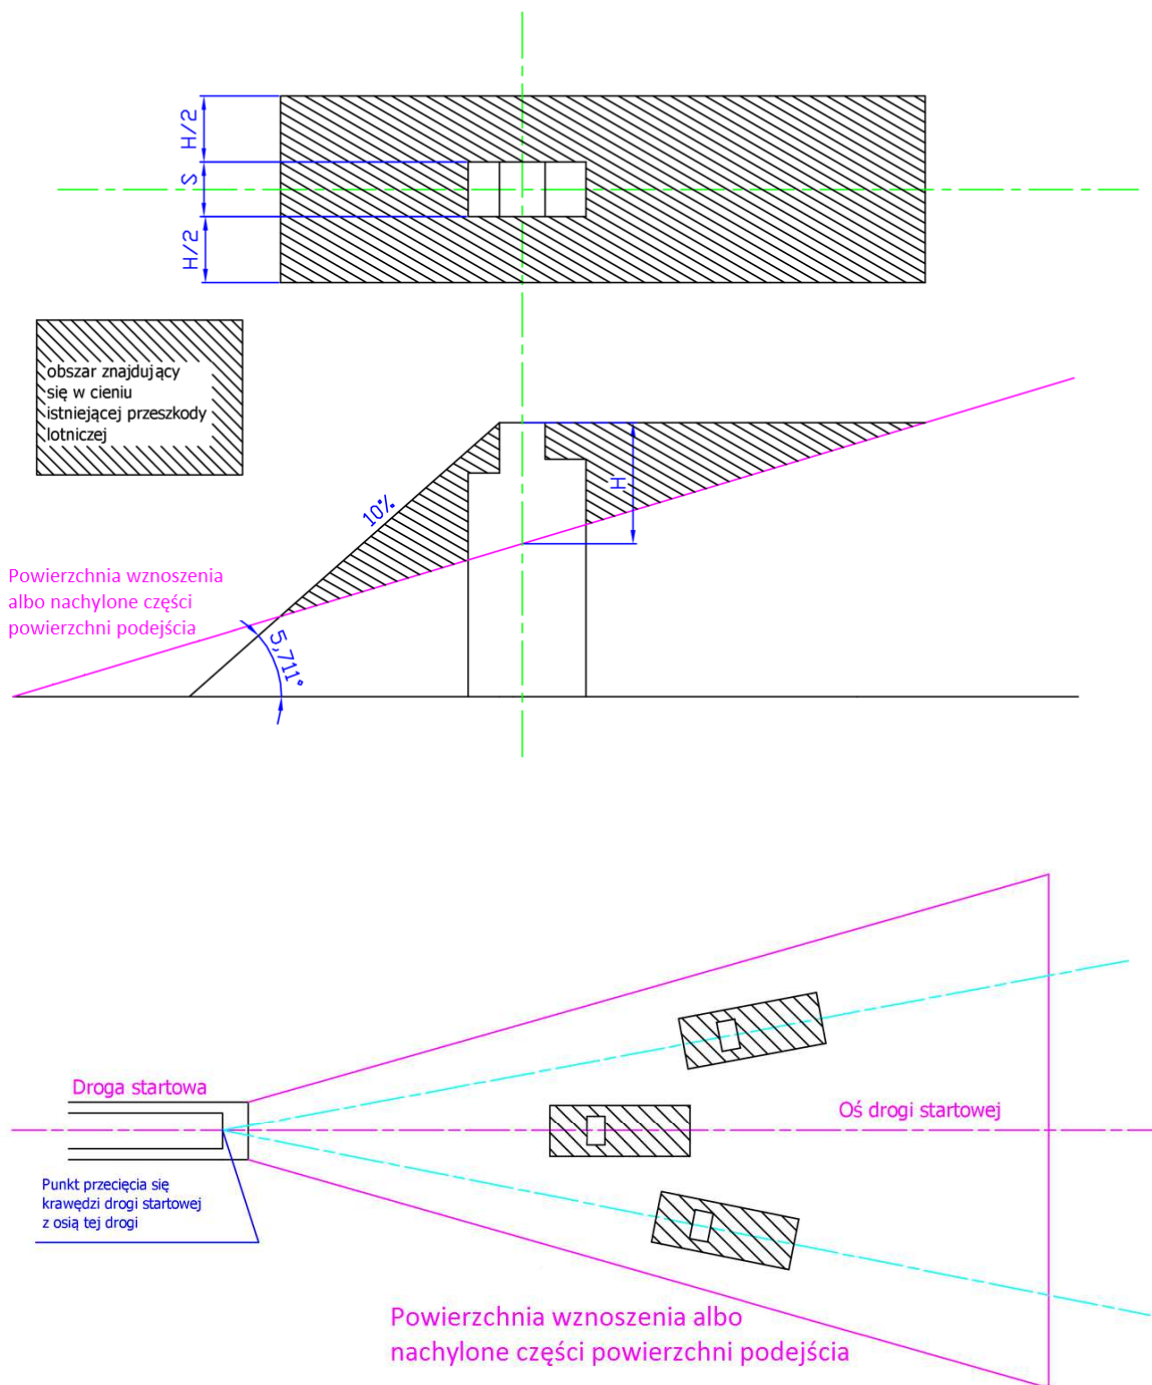 H/2
S
H/2
obszar znajdujący
się w cieniu
istniejącej przeszkody
lotniczej
10%
H
Powierzchnia wznoszenia
albo nachylone części
powierzchni podejścia
5,711°
Droga startowa
Oś drogi startowej
Punkt przecięcia się
krawędzi drogi startowej
z osią tej drogi
Powierzchnia wznoszenia albo
nachylone części powierzchni podejścia